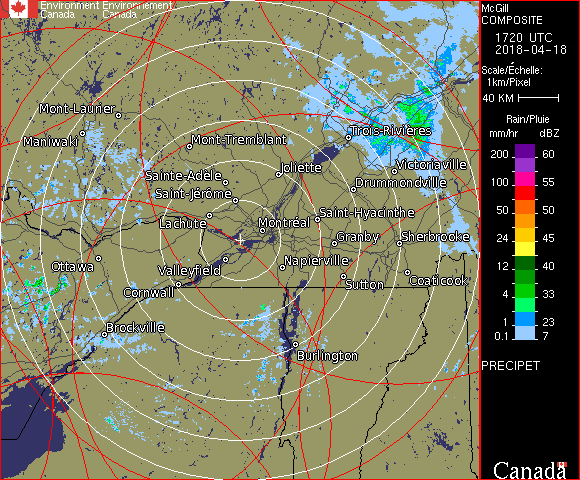 Environment Environnement
Canada Canada
McGill
COMPOSITE
1720 UTC
2018-04-18
Scale/Échelle:
1km/Pixel
40 KM
Rain/Pluie
mm/hr dBZ
200 60
100 55
50 50
24 45
12 40
4 33
1 23
0.1 7
PRECIPET
Canada
Mont-Laurier
Maniwaki
Mont-Tremblant
Trois-Rivières
Sainte-Adèle
Joliette
Victoriaville
Saint-Jérôme
Drummondville
Lachute
Montréal
Saint-Hyacinthe
Granby
Sherbrooke
Ottawa
Valleyfield
Napierville
Cornwall
Sutton
Coaticook
Brockville
Burlington